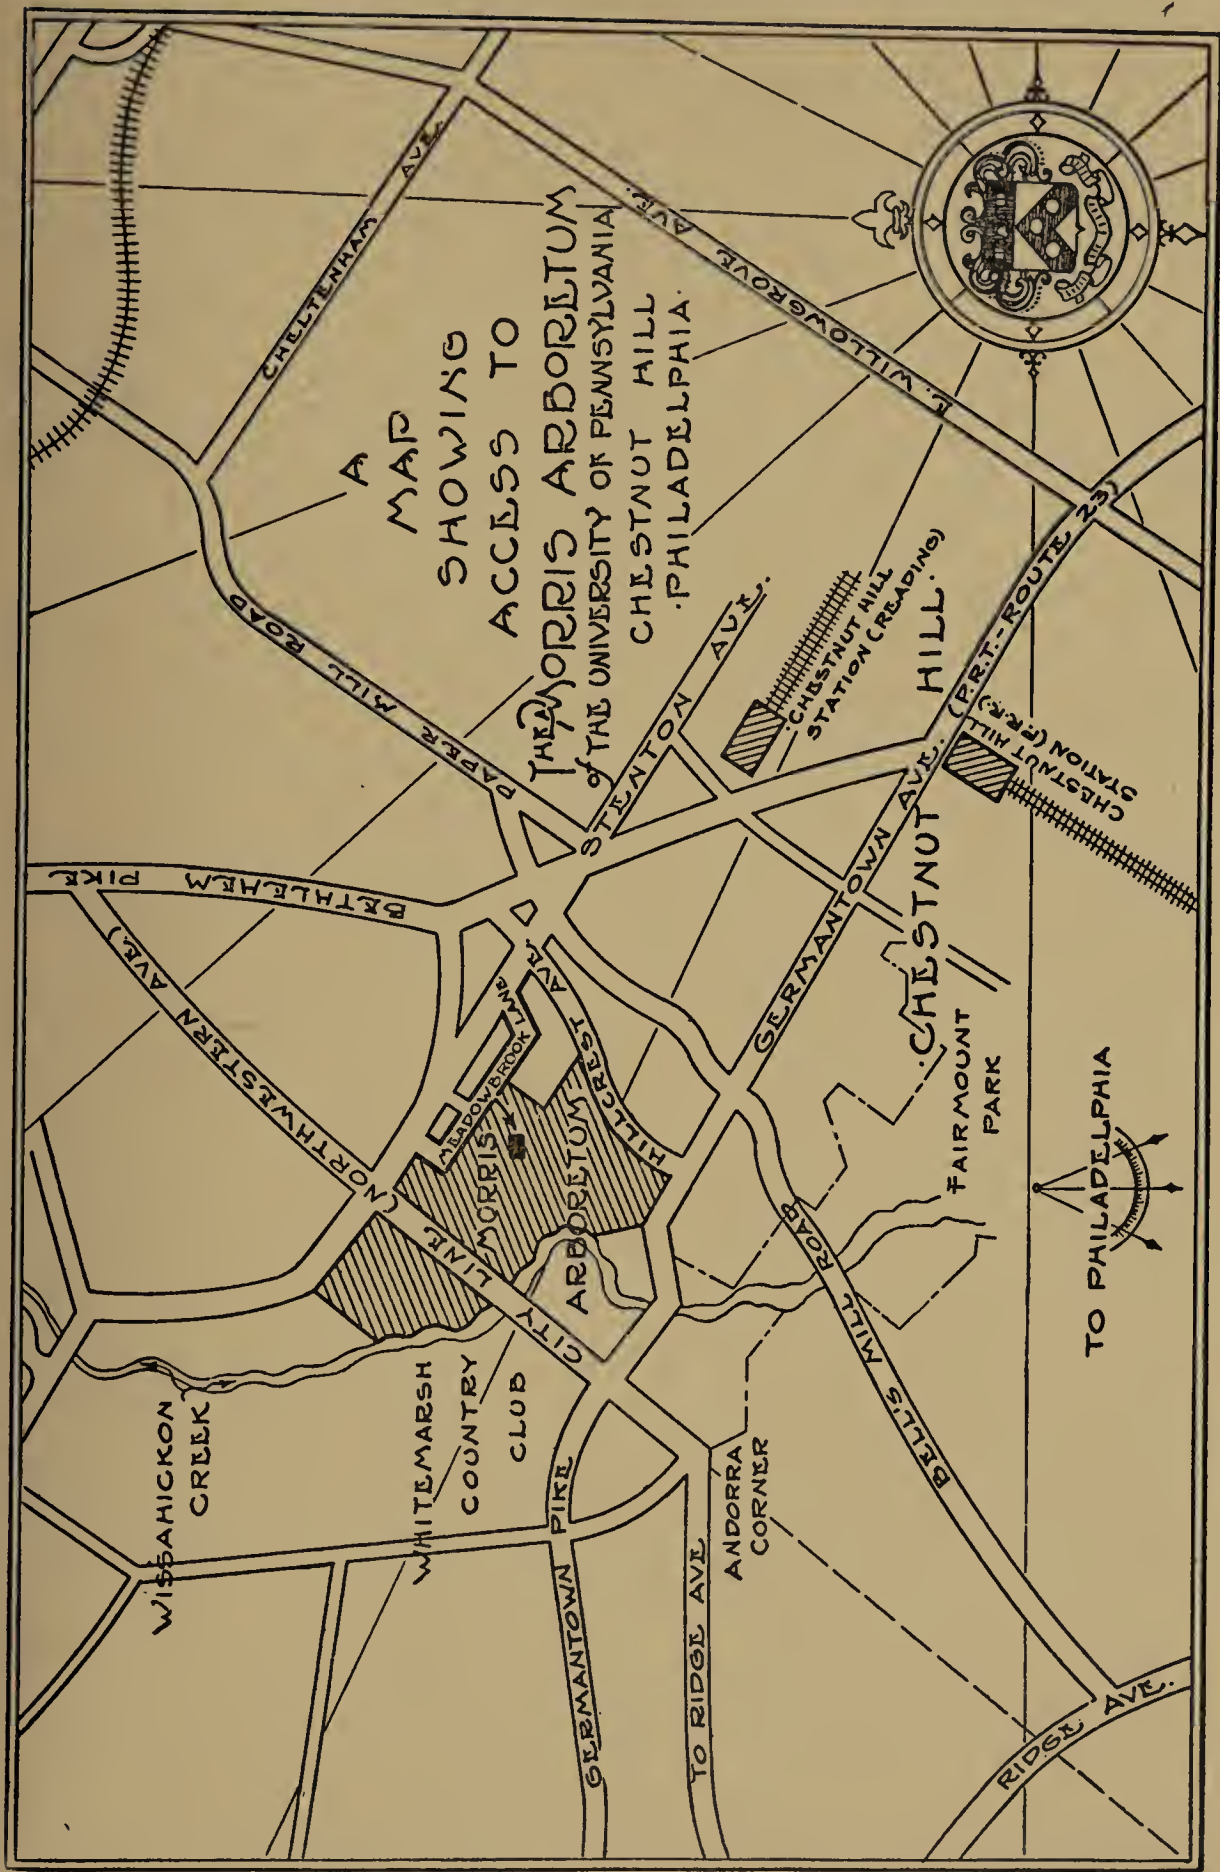 A
MAP
SHOWING
ACCESS TO
THE MORRIS ARBORETUM
of THE UNIVERSITY OF PENNSYLVANIA
CHESTNUT HILL
·PHILADELPHIA·
CHELTENHAM AVE.
E. WILLOWGROVE AVE.
PAPER MILL ROAD
STENTON AVE.
CHESTNUT HILL
STATION (READING)
BETHLEHEM PIKE
(NORTHWESTERN AVE.)
CITY LINE
MEADOWBROOK LANE
HILLCREST AVE.
MORRIS
ARBORETUM
GERMANTOWN AVE. (P.R.T.-ROUTE 23)
CHESTNUT HILL.
CHESTNUT HILL
STATION (P.R.R.)
FAIRMOUNT
PARK
WISSAHICKON
CREEK
WHITEMARSH
COUNTRY
CLUB
GERMANTOWN PIKE
TO RIDGE AVE
ANDORRA
CORNER
BELL'S MILL ROAD
RIDGE AVE.
TO PHILADELPHIA